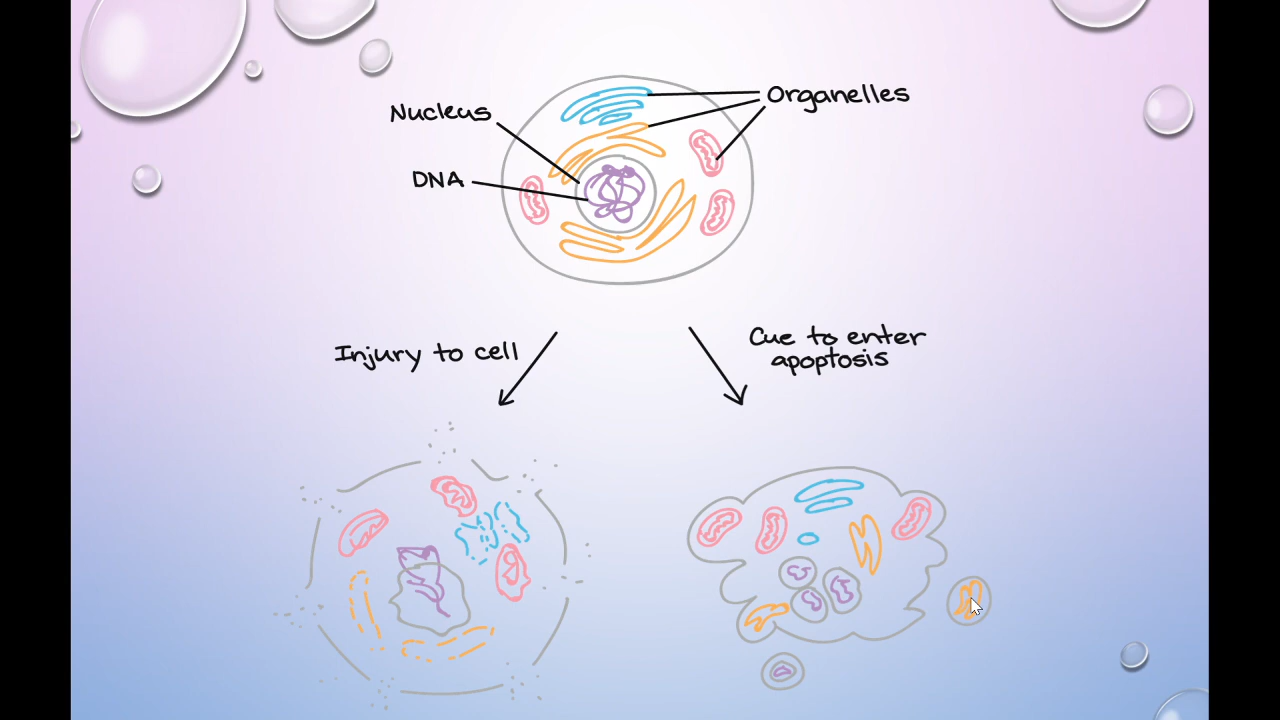 Organelles
Nucleus
DNA
Injury to cell
Cue to enter
apoptosis